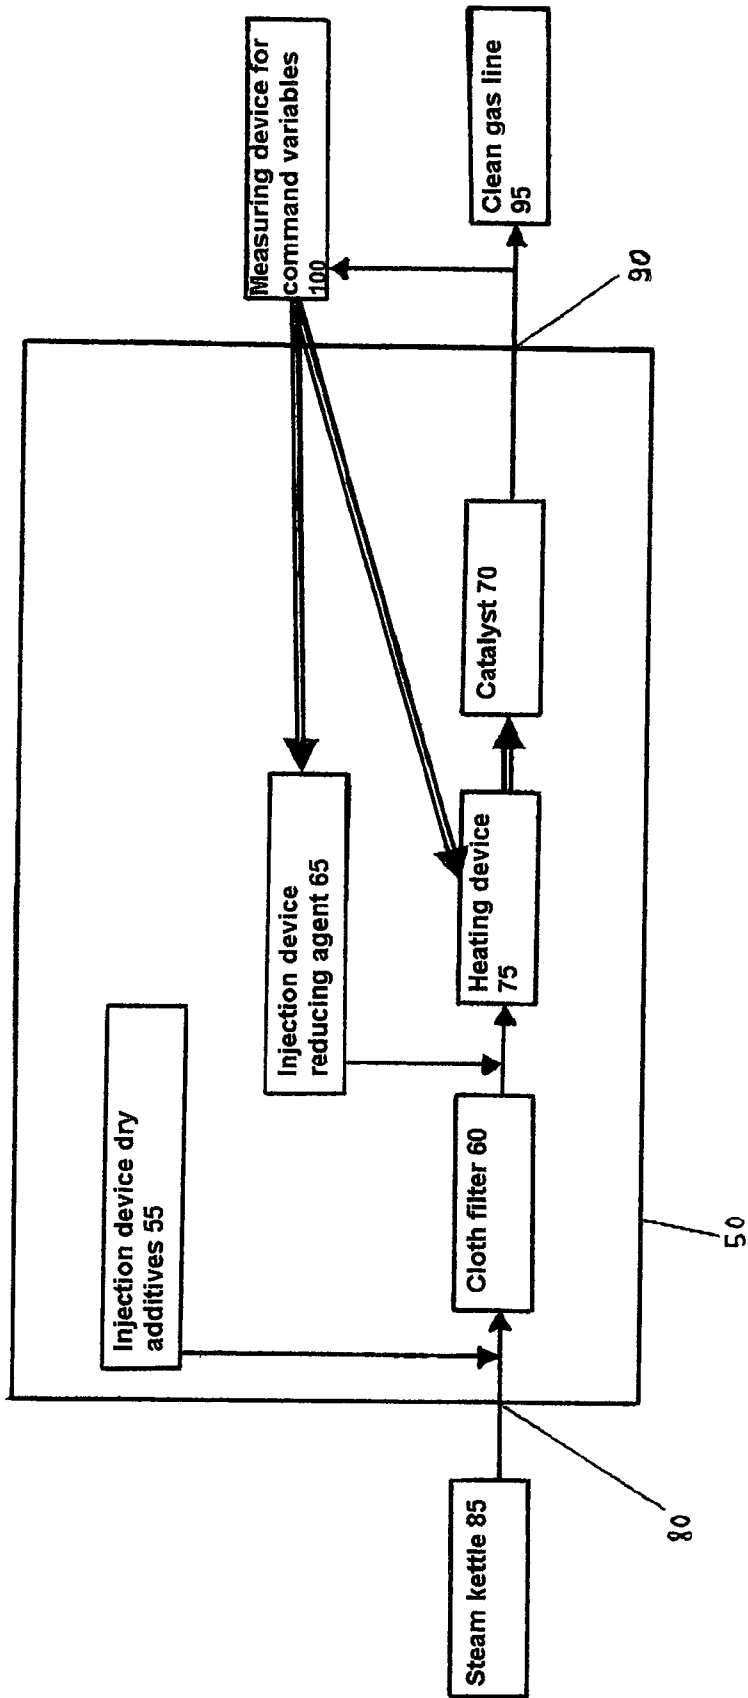 Measuring device for
command variables
100
Clean gas line
95
90
Injection device
reducing agent 65
Catalyst 70
Heating device
75
Injection device dry
additives 55
Cloth filter 60
50
Steam kettle 85
80